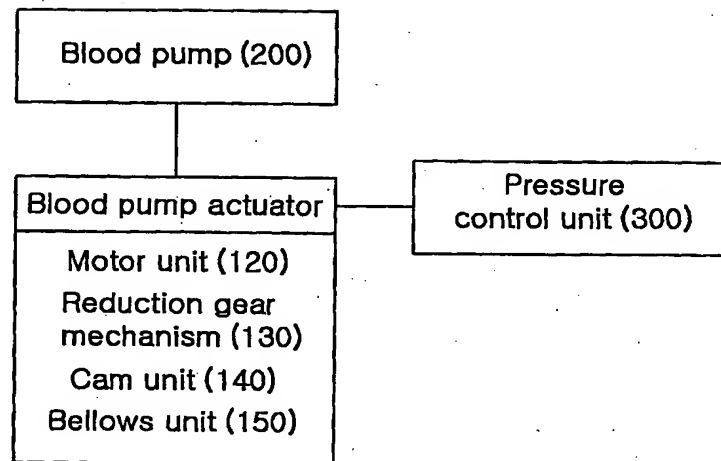 Blood pump (200)
Blood pump actuator
Motor unit (120)
Reduction gear
mechanism (130)
Cam unit (140)
Bellows unit (150)
Pressure
control unit (300)